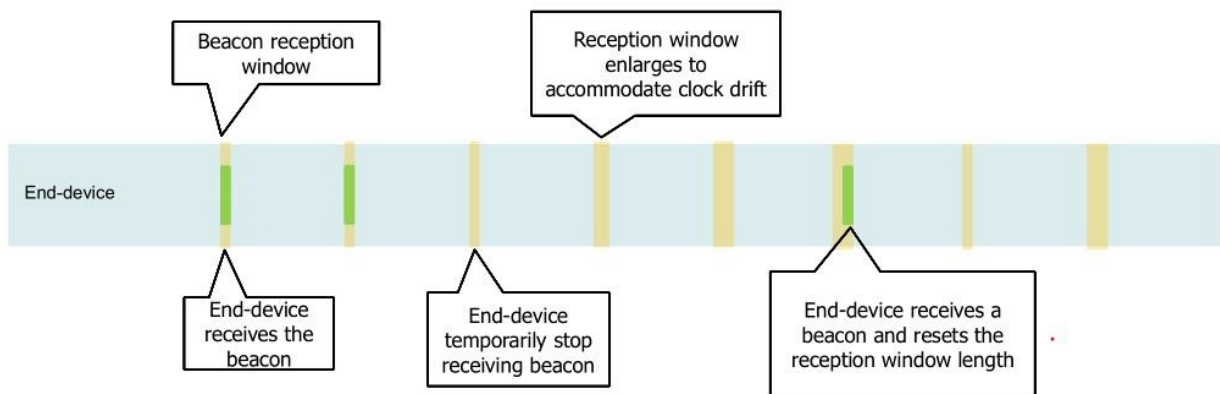 Beacon reception
window
Reception window
enlarges to
accommodate clock drift
End-device
End-device
receives the
beacon
End-device
temporarily stop
receiving beacon
End-device receives a
beacon and resets the
reception window length